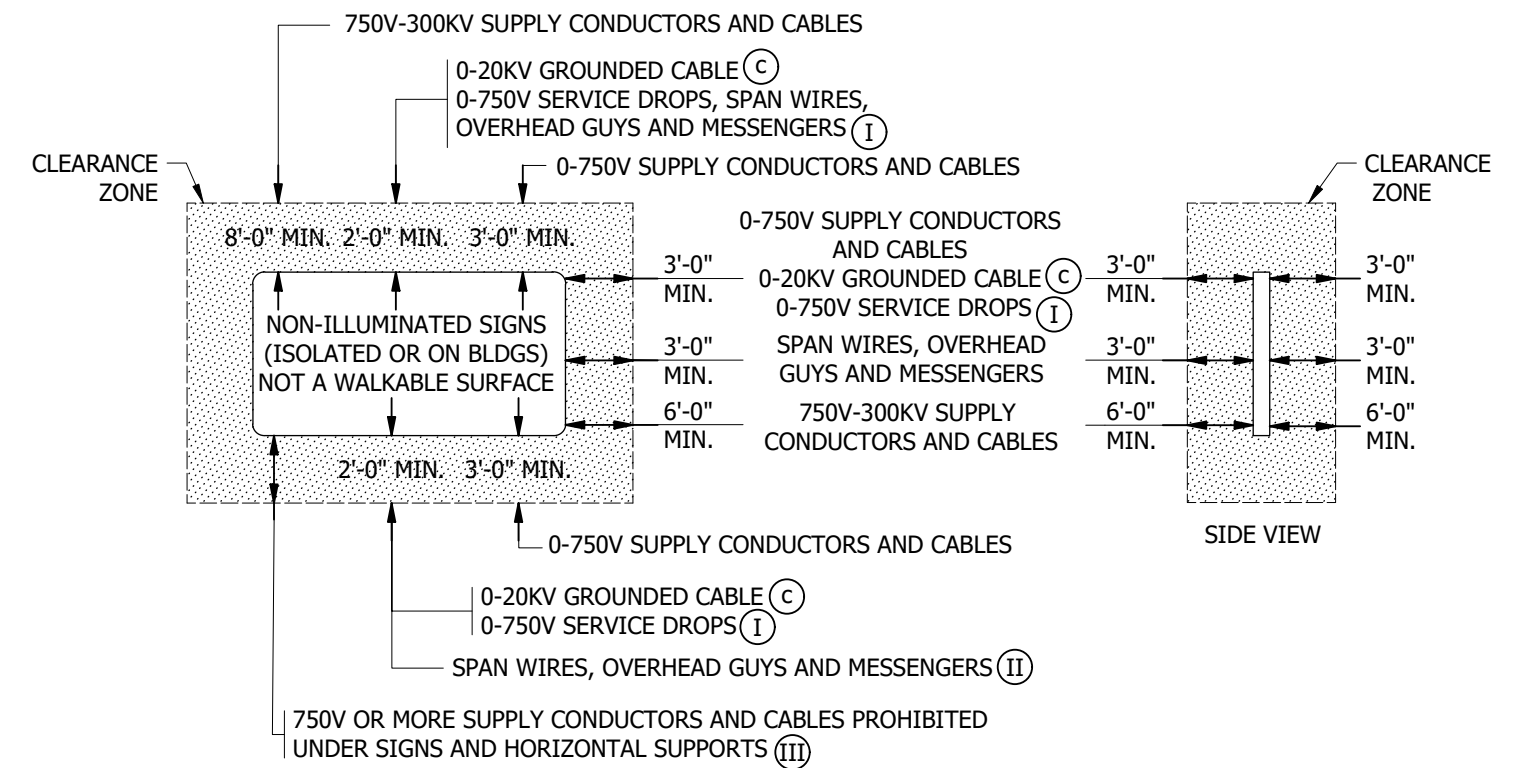 750V-300KV SUPPLY CONDUCTORS AND CABLES
0-20KV GROUNDED CABLE C
0-750V SERVICE DROPS, SPAN WIRES,
OVERHEAD GUYS AND MESSENGERS I
0-750V SUPPLY CONDUCTORS AND CABLES
CLEARANCE
ZONE
8'-0" MIN. 2'-0" MIN. 3'-0" MIN.
NON-ILLUMINATED SIGNS
(ISOLATED OR ON BLDGS)
NOT A WALKABLE SURFACE
2'-0" MIN. 3'-0" MIN.
3'-0"
MIN.
3'-0"
MIN.
6'-0"
MIN.
0-750V SUPPLY CONDUCTORS
AND CABLES
0-20KV GROUNDED CABLE C
0-750V SERVICE DROPS I
SPAN WIRES, OVERHEAD
GUYS AND MESSENGERS
750V-300KV SUPPLY
CONDUCTORS AND CABLES
3'-0"
MIN.
3'-0"
MIN.
6'-0"
MIN.
CLEARANCE
ZONE
3'-0"
MIN.
3'-0"
MIN.
6'-0"
MIN.
SIDE VIEW
0-750V SUPPLY CONDUCTORS AND CABLES
0-20KV GROUNDED CABLE C
0-750V SERVICE DROPS I
SPAN WIRES, OVERHEAD GUYS AND MESSENGERS II
750V OR MORE SUPPLY CONDUCTORS AND CABLES PROHIBITED
UNDER SIGNS AND HORIZONTAL SUPPORTS III